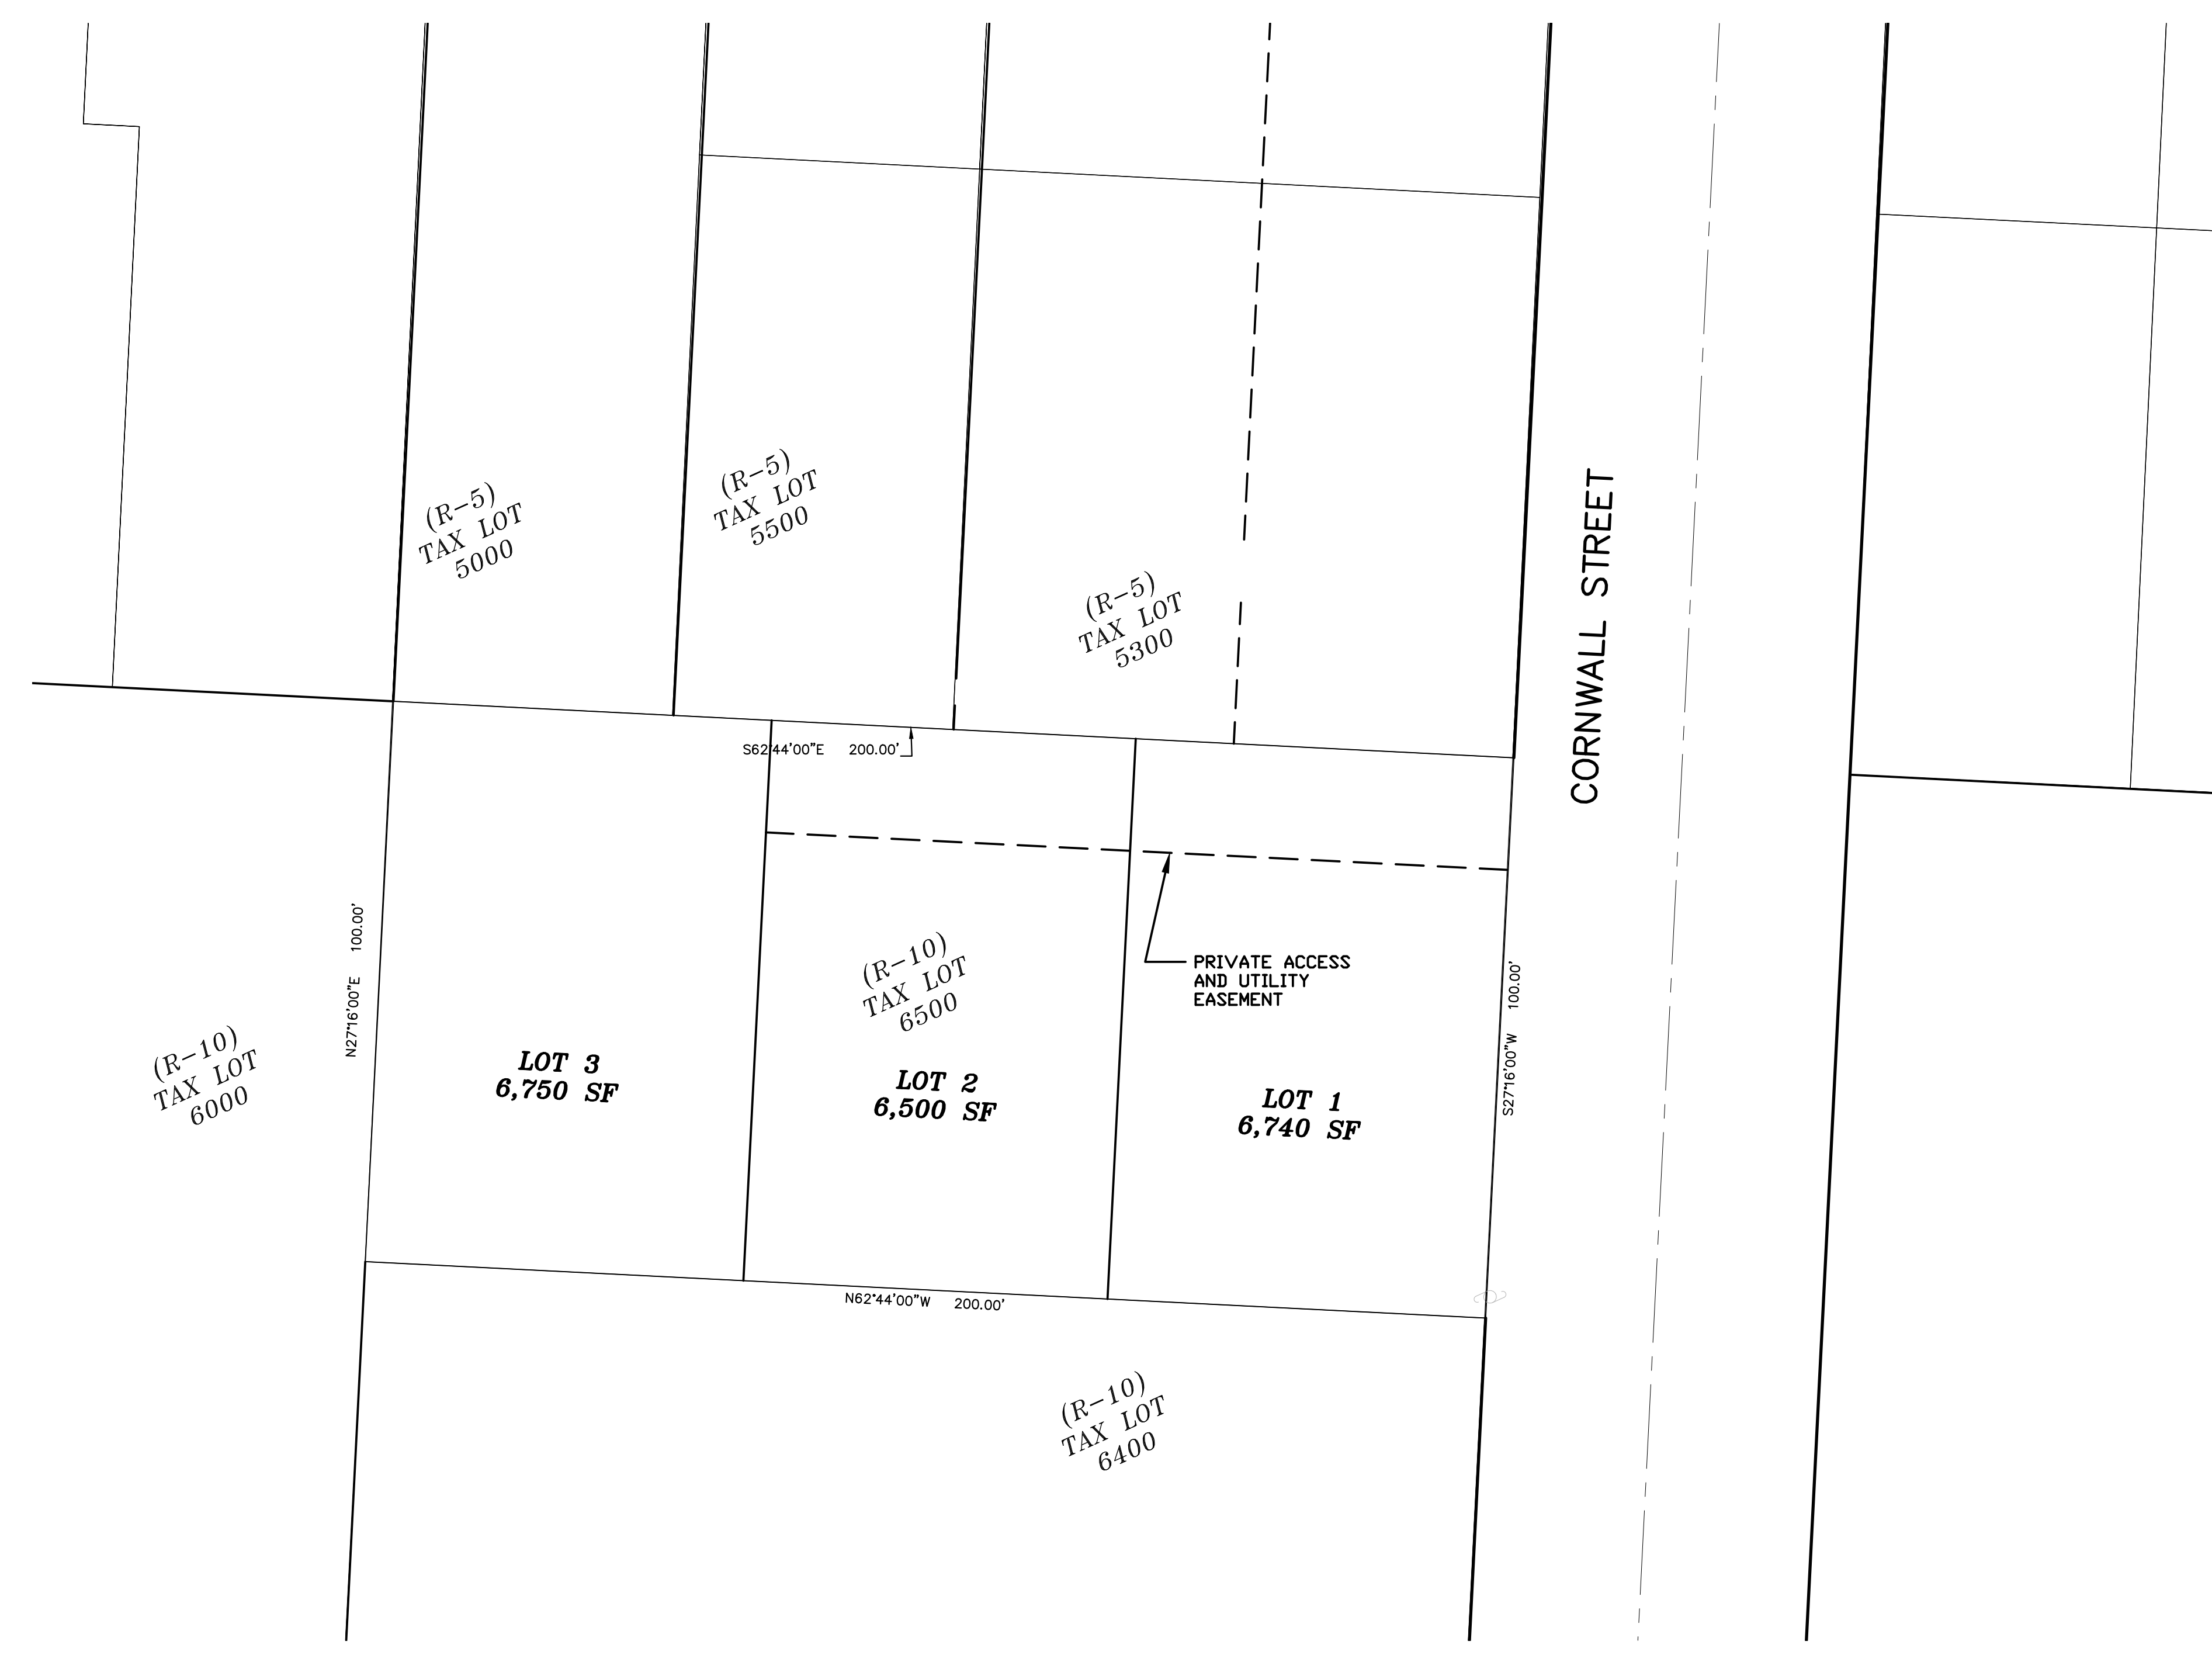 (R-5)
TAX LOT
5000
(R-5)
TAX LOT
5500
(R-5)
TAX LOT
5300
CORNWALL STREET
S62°44'00"E 200.00'
PRIVATE ACCESS
AND UTILITY
EASEMENT
N27°16'00"E 100.00'
S27°16'00"W 100.00'
(R-10)
TAX LOT
6500
(R-10)
TAX LOT
6000
LOT 3
6,750 SF
LOT 2
6,500 SF
LOT 1
6,740 SF
N62°44'00"W 200.00'
(R-10)
TAX LOT
6400